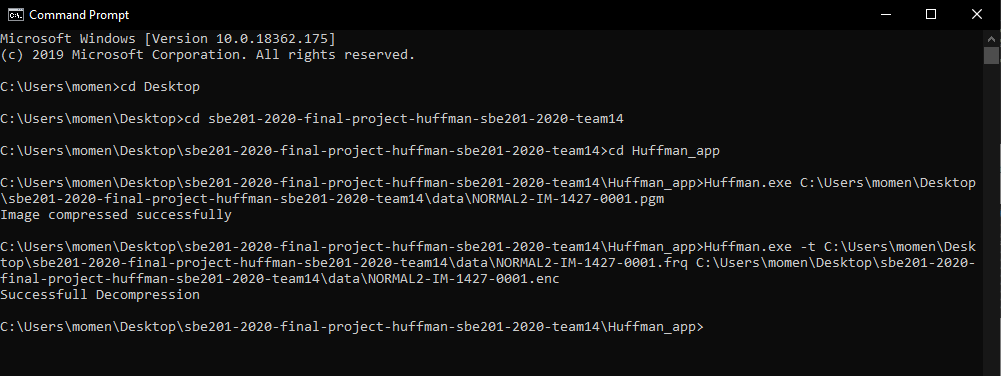 Command Prompt
Microsoft Windows [Version 10.0.18362.175]
(c) 2019 Microsoft Corporation. All rights reserved.
C:\Users\momen>cd Desktop
C:\Users\momen\Desktop>cd sbe201-2020-final-project-huffman-sbe201-2020-team14
C:\Users\momen\Desktop\sbe201-2020-final-project-huffman-sbe201-2020-team14>cd Huffman_app
C:\Users\momen\Desktop\sbe201-2020-final-project-huffman-sbe201-2020-team14\Huffman_app>Huffman.exe C:\Users\momen\Desktop
\sbe201-2020-final-project-huffman-sbe201-2020-team14\data\NORMAL2-IM-1427-0001.pgm
Image compressed successfully
C:\Users\momen\Desktop\sbe201-2020-final-project-huffman-sbe201-2020-team14\Huffman_app>Huffman.exe -t C:\Users\momen\Desk
top\sbe201-2020-final-project-huffman-sbe201-2020-team14\data\NORMAL2-IM-1427-0001.frq C:\Users\momen\Desktop\sbe201-2020-
final-project-huffman-sbe201-2020-team14\data\NORMAL2-IM-1427-0001.enc
Successfull Decompression
C:\Users\momen\Desktop\sbe201-2020-final-project-huffman-sbe201-2020-team14\Huffman_app>